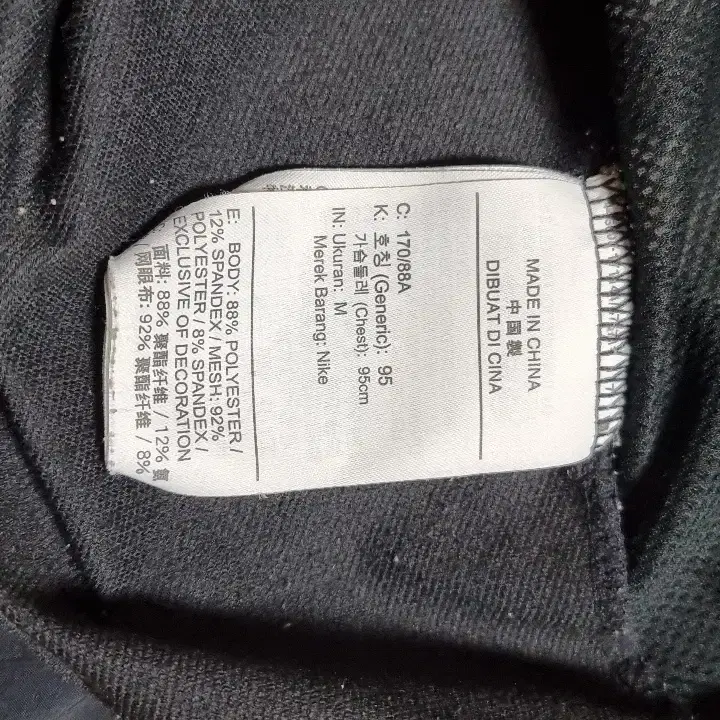 MADE IN CHINA
中 国 製
DIBUAT DI CINA
C: 170/88A
K: 호칭 (Generic): 95
가슴둘레 (Chest): 95cm
IN: Ukuran: M
Merek Barang: Nike
E: BODY: 88% POLYESTER /
12% SPANDEX / MESH: 92%
POLYESTER / 8% SPANDEX /
EXCLUSIVE OF DECORATION
面料: 88% 聚酯纤维 / 12% 氨
(网眼布: 92% 聚酯纤维 / 8%